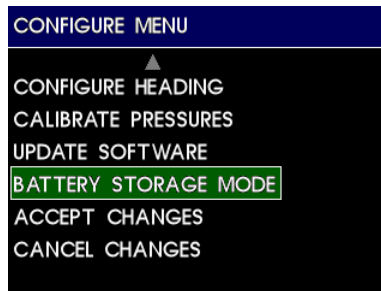 CONFIGURE MENU
CONFIGURE HEADING
CALIBRATE PRESSURES
UPDATE SOFTWARE
BATTERY STORAGE MODE
ACCEPT CHANGES
CANCEL CHANGES